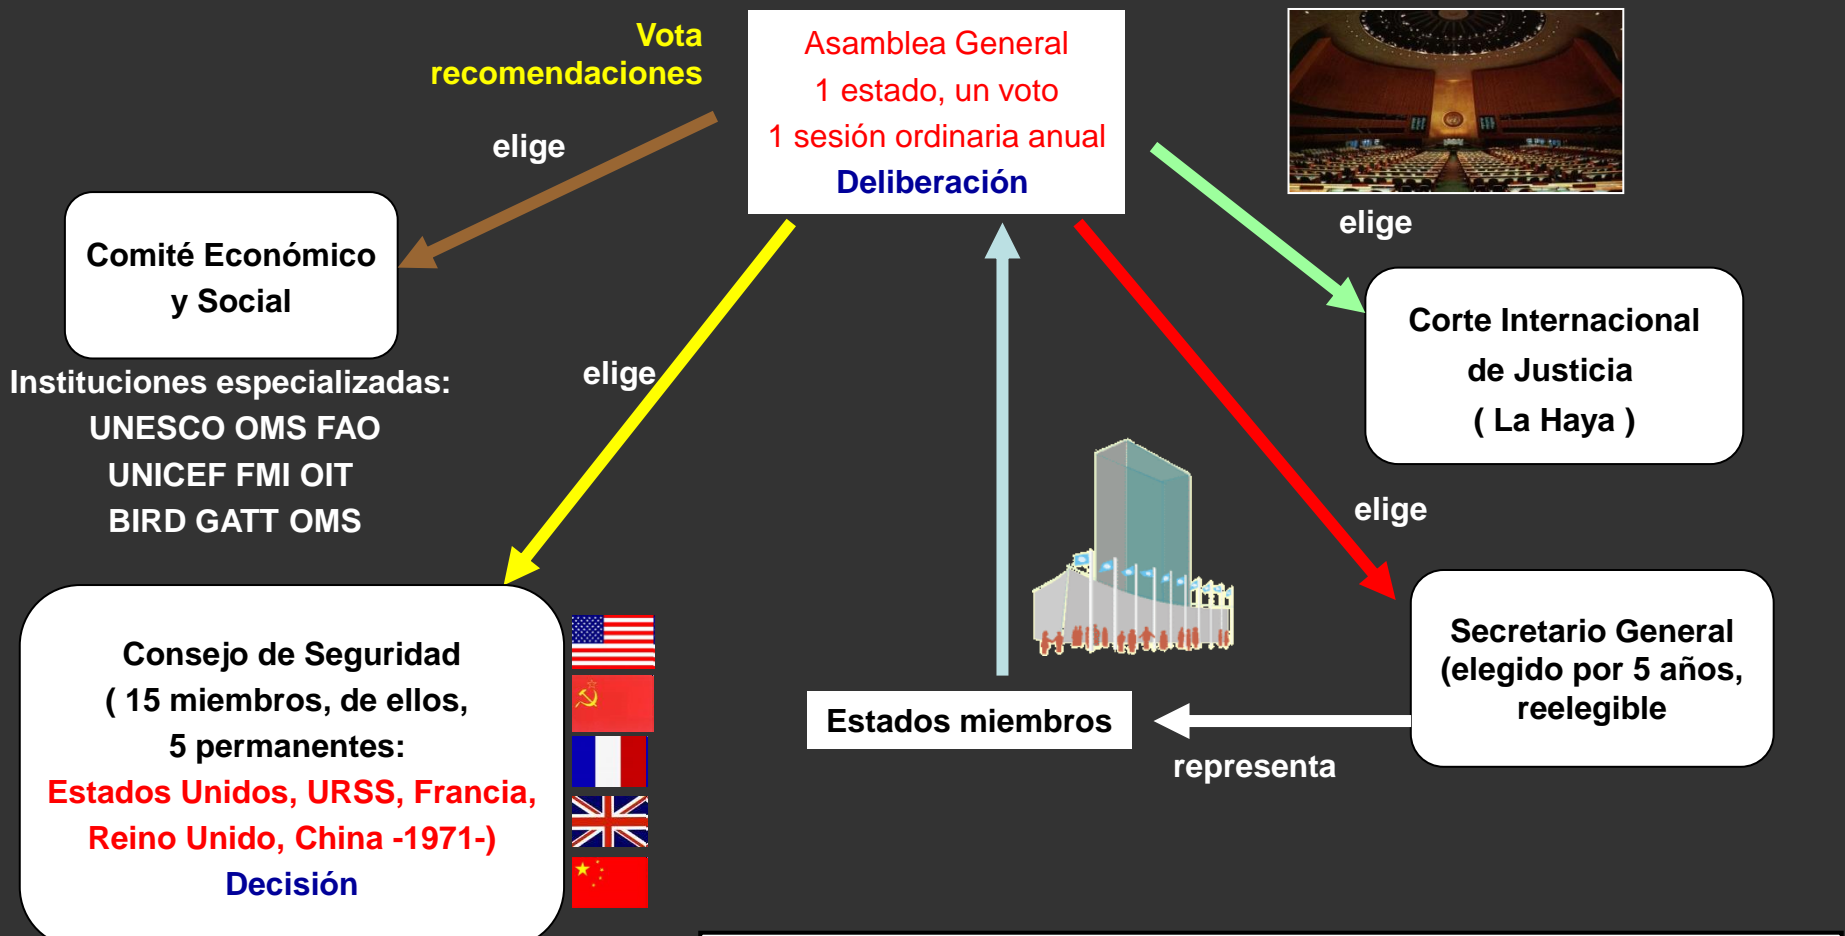 Vota
recomendaciones
Asamblea General
1 estado, un voto
1 sesión ordinaria anual
Deliberación
elige
elige
Comité Económico
y Social
Corte Internacional
de Justicia
( La Haya )
Instituciones especializadas:
UNESCO OMS FAO
UNICEF FMI OIT
BIRD GATT OMS
elige
elige
Consejo de Seguridad
( 15 miembros, de ellos,
5 permanentes:
Estados Unidos, URSS, Francia,
Reino Unido, China -1971-)
Decisión
Secretario General
(elegido por 5 años,
reelegible
Estados miembros
representa